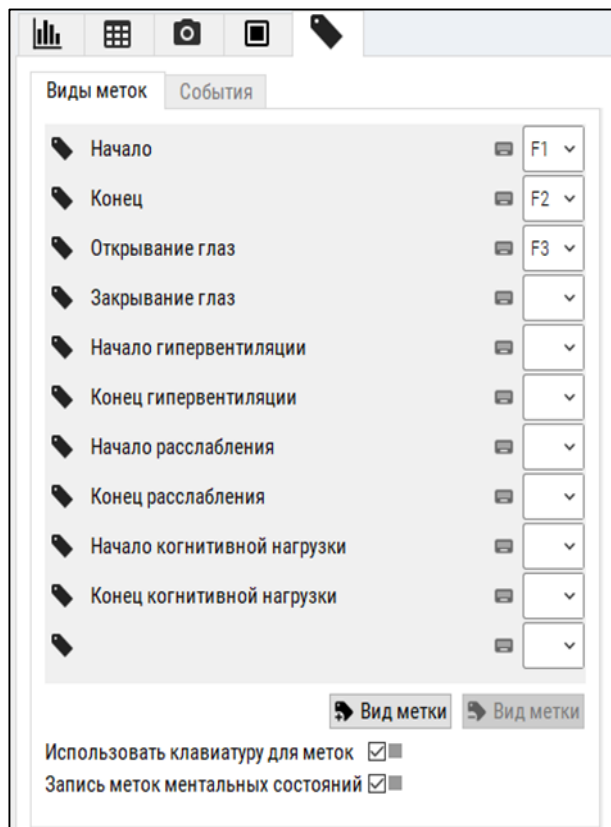 Виды меток События
Начало F1
Конец F2
Открывание глаз F3
Закрывание глаз
Начало гипервентиляции
Конец гипервентиляции
Начало расслабления
Конец расслабления
Начало когнитивной нагрузки
Конец когнитивной нагрузки
Вид метки Вид метки
Использовать клавиатуру для меток
Запись меток ментальных состояний